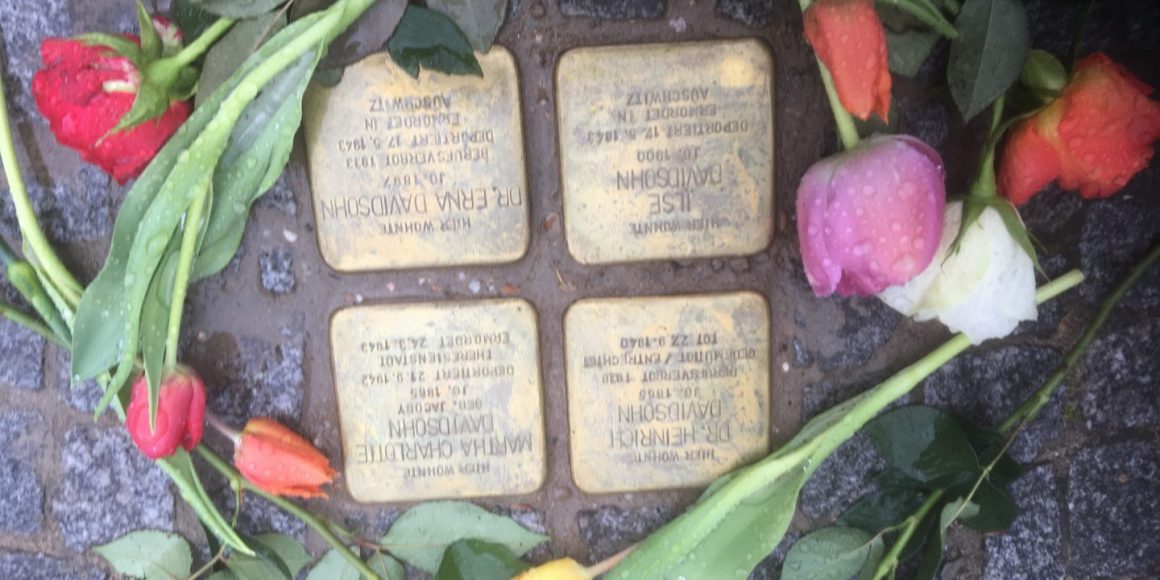 HIER WOHNTE
DR. HEINRICH
DAVIDSOHN
JG. 1865
BERUFSVERBOT 1938
GEDEMÜTIGT / ENTRECHTET
TOT 27.9.1940
HIER WOHNTE
MARTHA CHARLOTTE
DAVIDSOHN
GEB. JACOBY
JG.
DEPORTIERT 21.9.1942
THERESIENSTADT
ERMORDET 24.3.1943
HIER WOHNTE
ILSE
DAVIDSOHN
JG. 1900
DEPORTIERT 17.5.1943
ERMORDET IN
AUSCHWITZ
HIER WOHNTE
DR. ERNA DAVIDSOHN
JG. 1897
BERUFSVERBOT 1933
DEPORTIERT 17.5.1943
ERMORDET IN
AUSCHWITZ